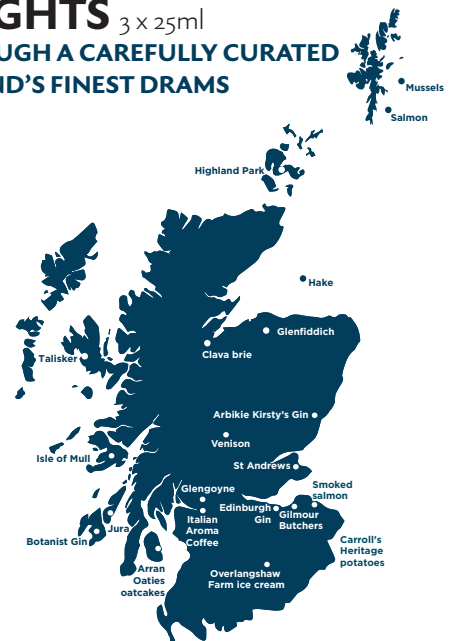 GHTS 3 x 25ml
UGH A CAREFULLY CURATED
ND'S FINEST DRAMS
Mussels
Salmon
Highland Park
Hake
Glenfiddich
Talisker
Clava brie
Arbikie Kirsty's Gin
Venison
Isle of Mull
St Andrews
Glengoyne
Smoked
salmon
Edinburgh
Gin
Gilmour
Butchers
Italian
Aroma
Coffee
Jura
Botanist Gin
Carroll's
Heritage
potatoes
Arran
Oaties
oatcakes
Overlangshaw
Farm ice cream